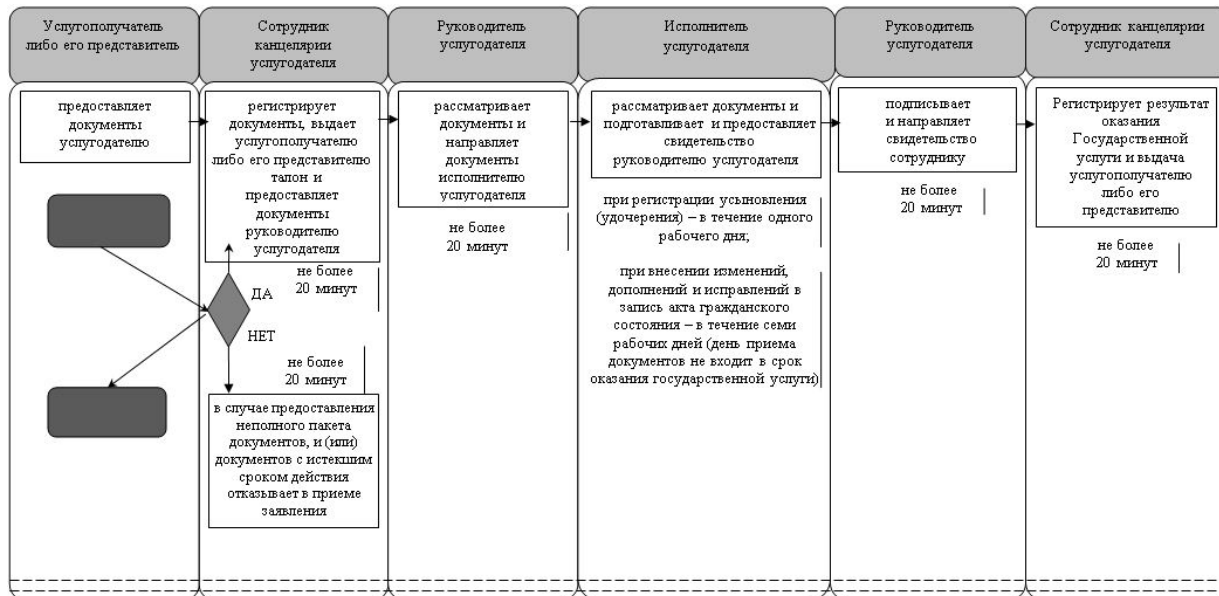 Услугополучатель
либо его представитель
Сотрудник
канцелярии
услугодателя
Руководитель
услугодателя
Исполнитель
услугодателя
Руководитель
услугодателя
Сотрудник канцелярии
услугодателя
предоставляет
документы
услугодателю
регистрирует
документы, выдает
услугополучателю
либо его представителю
талон и
предоставляет
документы
руководителю
услугодателя
не более
20 минут
ДА
НЕТ
не более
20 минут
в случае предоставления
неполного пакета
документов, и (или)
документов с истекшим
сроком действия
отказывает в приеме
заявления
рассматривает
документы и
направляет
документы
исполнителю
услугодателя
не более
20 минут
рассматривает документы и
подготавливает и предоставляет
свидетельство
руководителю услугодателя
при регистрации усыновления
(удочерения) – в течение одного
рабочего дня;
при внесении изменений,
дополнений и исправлений в
запись акта гражданского
состояния – в течение семи
рабочих дней (день приема
документов не входит в срок
оказания государственной услуги)
подписывает
и направляет
свидетельство
сотруднику
не более
20 минут
Регистрирует результат
оказания
Государственной
услуги и выдача
услугополучателю
либо его
представителю
не более
20 минут